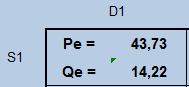 D1
S1
Pe = 43,73
Qe = 14,22